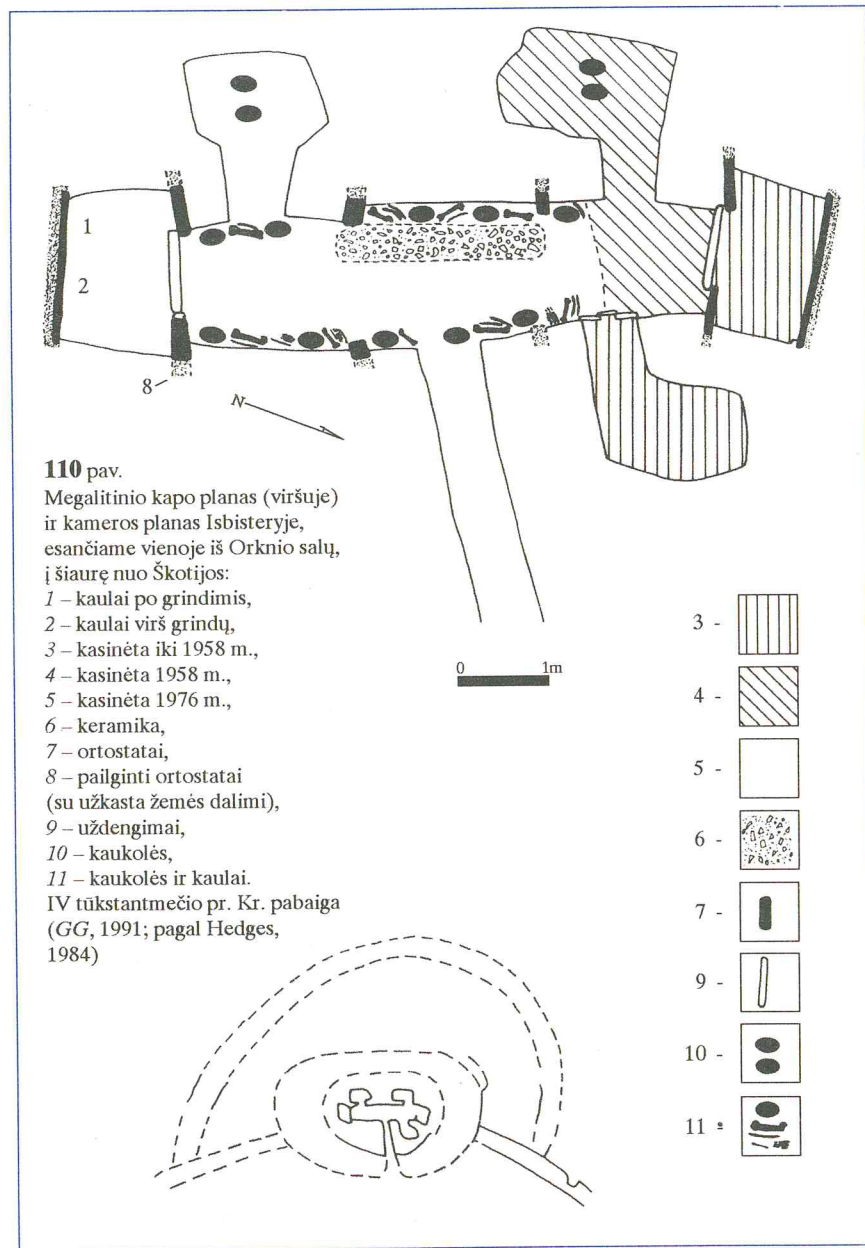 1
2
8
N
110 pav.
Megalitinio kapo planas (viršuje)
ir kameros planas Isbisteryje,
esančiame vienoje iš Orknio salų,
į šiaurę nuo Škotijos:
1 – kaulai po grindimis,
2 – kaulai virš grindų,
3 – kasinėta iki 1958 m.,
4 – kasinėta 1958 m.,
5 – kasinėta 1976 m.,
6 – keramika,
7 – ortostatai,
8 – pailginti ortostatai
(su užkasta žemės dalimi),
9 – uždengimai,
10 – kaukolės,
11 – kaukolės ir kaulai.
IV tūkstantmečio pr. Kr. pabaiga
(GG, 1991; pagal Hedges,
1984)
0 1m
3 -
4 -
5 -
6 -
7 -
9 -
10 -
11 -